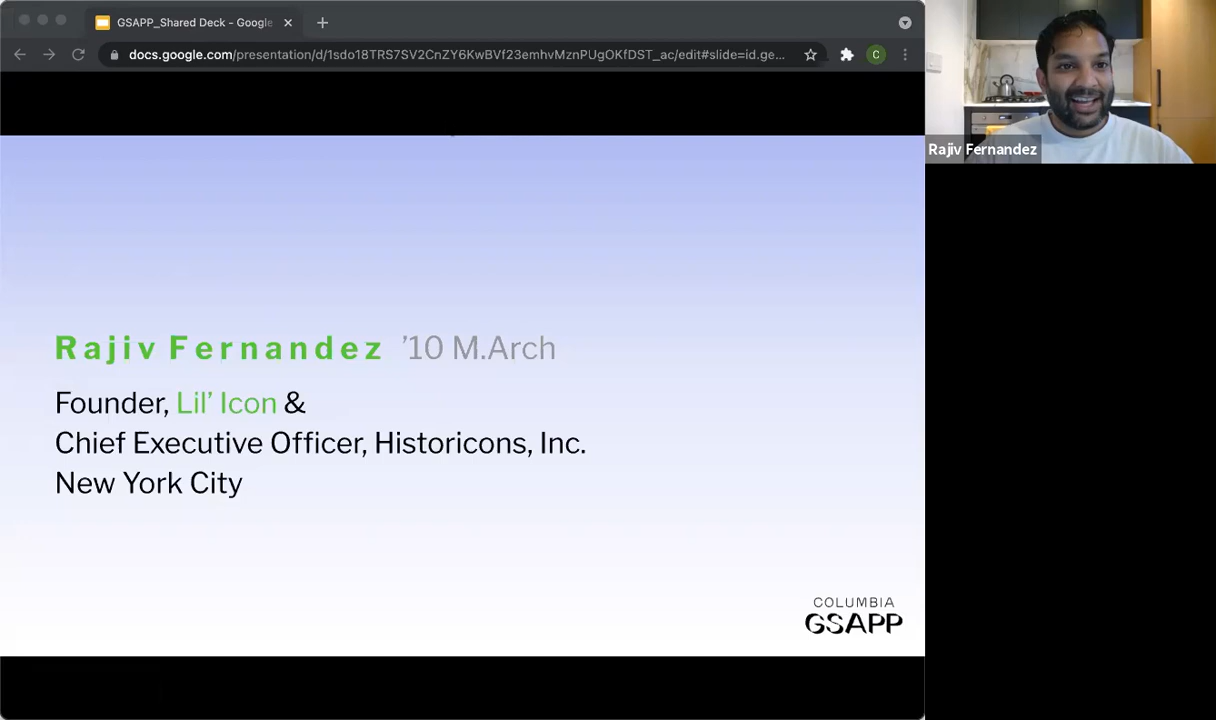 GSAPP_Shared Deck - Google
docs.google.com/presentation/d/1sdo18TRS7SV2CnZY6KwBVf23emhvMznPUgOKfDST_ac/edit#slide=id.ge...
C
Rajiv Fernandez
Rajiv Fernandez ’10 M.Arch
Founder, Lil’ Icon &
Chief Executive Officer, Historicons, Inc.
New York City
COLUMBIA
GSAPP